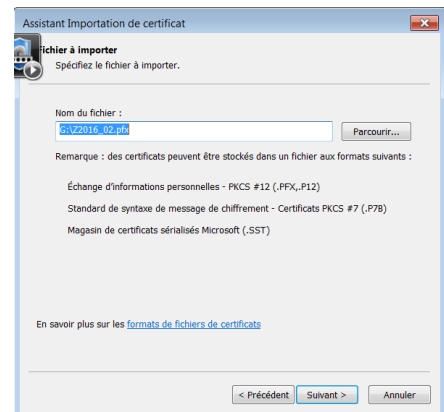 Assistant Importation de certificat
Fichier à importer
Spécifiez le fichier à importer.
Nom du fichier :
G:\Z2016_02.pfx
Parcourir...
Remarque : des certificats peuvent être stockés dans un fichier aux formats suivants :
Échange d'informations personnelles - PKCS #12 (.PFX,.P12)
Standard de syntaxe de message de chiffrement - Certificats PKCS #7 (.P7B)
Magasin de certificats sérialisés Microsoft (.SST)
En savoir plus sur les formats de fichiers de certificats
< Précédent Suivant > Annuler